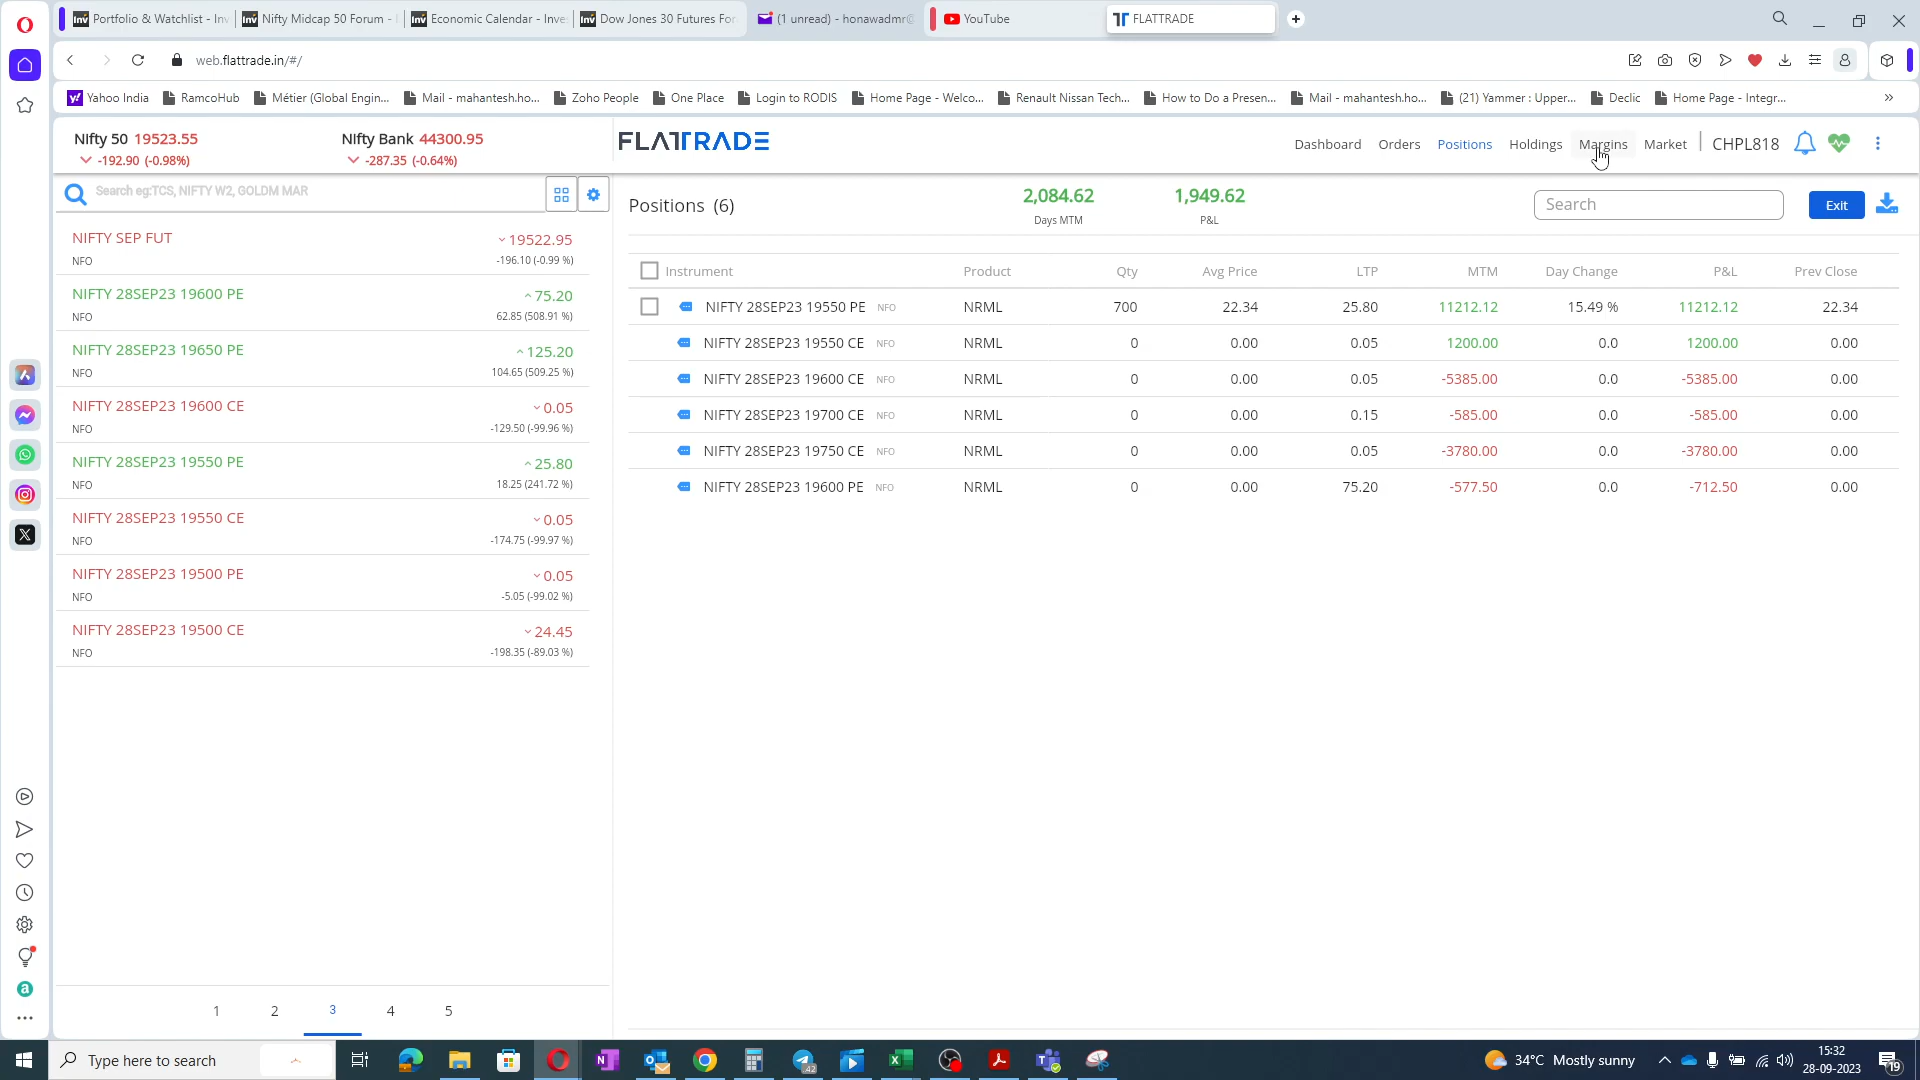 Portfolio & Watchlist - Inv
Nifty Midcap 50 Forum -
Economic Calendar - Inve
Dow Jones 30 Futures For
(1 unread) - honawadmr@
YouTube
FLATTRADE
web.flattrade.in/#/
Yahoo India
RamcoHub
Métier (Global Engin...
Mail - mahantesh.ho...
Zoho People
One Place
Login to RODIS
Home Page - Welco...
Renault Nissan Tech...
How to Do a Presen...
Mail - mahantesh.ho...
(21) Yammer : Upper...
Declic
Home Page - Integr...
»
NIfty 50 19523.55
-192.90 (-0.98%)
NIfty Bank 44300.95
-287.35 (-0.64%)
FLATTRADE
Dashboard Orders Positions Holdings Margins Market CHPL818
Search eg:TCS, NIFTY W2, GOLDM MAR
NIFTY SEP FUT 19522.95
NFO -196.10 (-0.99 %)
NIFTY 28SEP23 19600 PE 75.20
NFO 62.85 (508.91 %)
NIFTY 28SEP23 19650 PE 125.20
NFO 104.65 (509.25 %)
NIFTY 28SEP23 19600 CE 0.05
NFO -129.50 (-99.96 %)
NIFTY 28SEP23 19550 PE 25.80
NFO 18.25 (241.72 %)
NIFTY 28SEP23 19550 CE 0.05
NFO -174.75 (-99.97 %)
NIFTY 28SEP23 19500 PE 0.05
NFO -5.05 (-99.02 %)
NIFTY 28SEP23 19500 CE 24.45
NFO -198.35 (-89.03 %)
1 2 3 4 5
Positions (6)
2,084.62
Days MTM
1,949.62
P&L
Search
Exit
Instrument Product Qty Avg Price LTP MTM Day Change P&L Prev Close
NIFTY 28SEP23 19550 PE NFO NRML 700 22.34 25.80 11212.12 15.49 % 11212.12 22.34
NIFTY 28SEP23 19550 CE NFO NRML 0 0.00 0.05 1200.00 0.0 1200.00 0.00
NIFTY 28SEP23 19600 CE NFO NRML 0 0.00 0.05 -5385.00 0.0 -5385.00 0.00
NIFTY 28SEP23 19700 CE NFO NRML 0 0.00 0.15 -585.00 0.0 -585.00 0.00
NIFTY 28SEP23 19750 CE NFO NRML 0 0.00 0.05 -3780.00 0.0 -3780.00 0.00
NIFTY 28SEP23 19600 PE NFO NRML 0 0.00 75.20 -577.50 0.0 -712.50 0.00
Type here to search
34°C Mostly sunny
15:32
28-09-2023
19